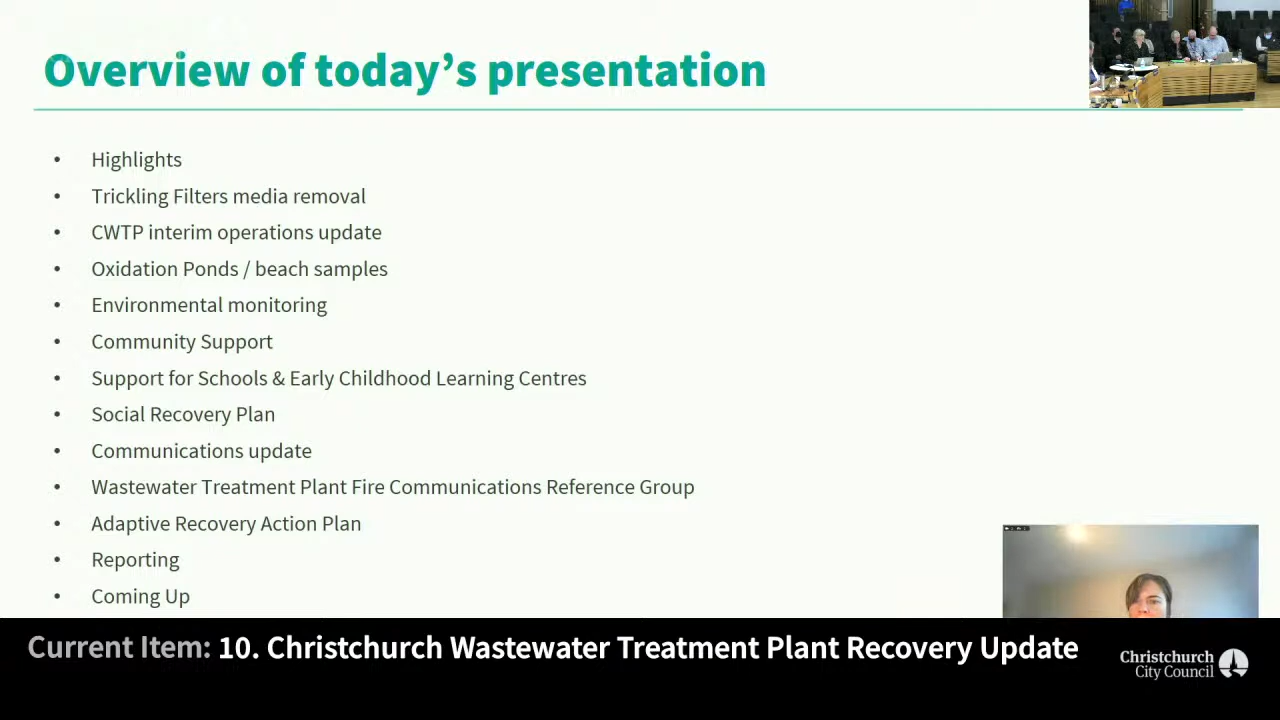 Overview of today's presentation
• Highlights
• Trickling Filters media removal
• CWTP interim operations update
• Oxidation Ponds / beach samples
• Environmental monitoring
• Community Support
• Support for Schools & Early Childhood Learning Centres
• Social Recovery Plan
• Communications update
• Wastewater Treatment Plant Fire Communications Reference Group
• Adaptive Recovery Action Plan
• Reporting
• Coming Up
Current Item: 10. Christchurch Wastewater Treatment Plant Recovery Update
Christchurch
City Council